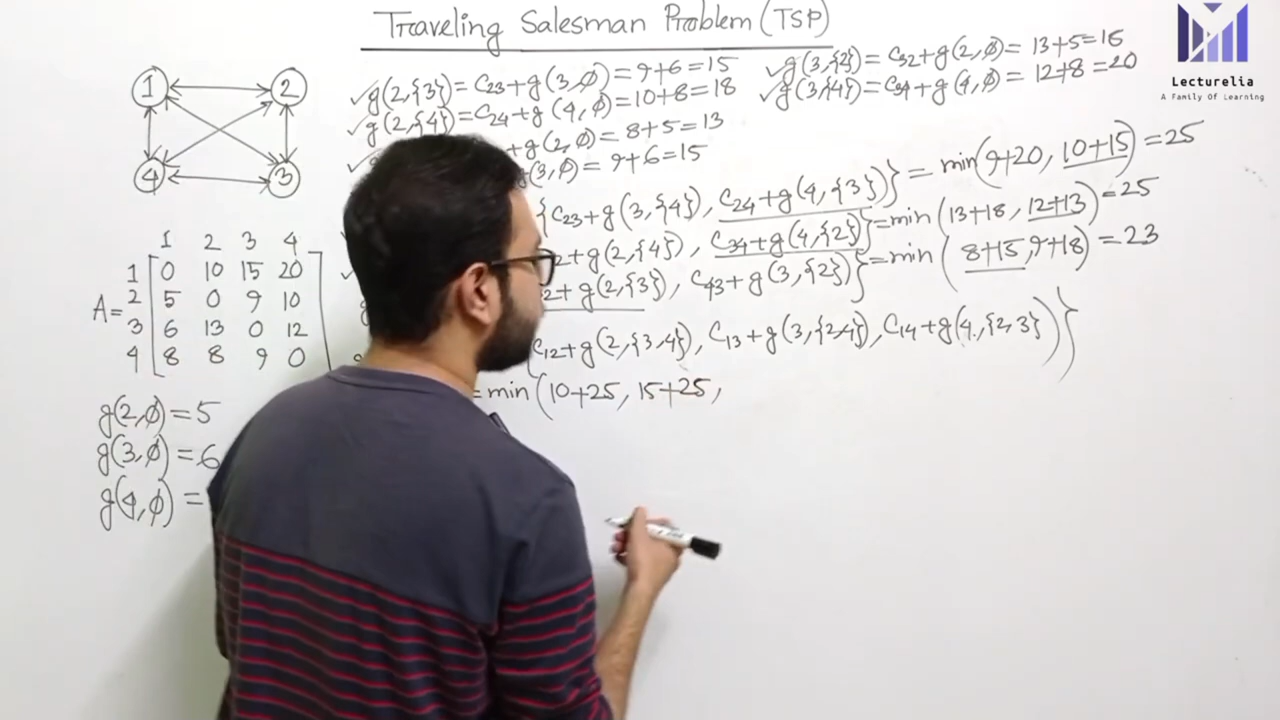 Traveling Salesman Problem (TSP)
Lecturelia
A Family Of Learning
1 2
4 3
g(2,{3})=C23+g(3,ϕ)=9+6=15
g(2,{4})=C24+g(4,ϕ)=10+8=18
+g(2,ϕ)=8+5=13
(3,ϕ)=9+6=15
g(3,{2})=C32+g(2,ϕ)=13+5=18
g(3,{4})=C34+g(4,ϕ)=12+8=20
{C23+g(3,{4}), C24+g(4,{3})}=min(9+20, 10+15)=25
2+g(2,{4}), C34+g(4,{2})}=min(13+18, 12+13)=25
2+g(2,{3}), C43+g(3,{2})}=min(8+15, 9+18)=23
C12+g(2,{3,4}), C13+g(3,{2,4}), C14+g(4,{2,3})}
=min(10+25, 15+25,
1 2 3 4
1 0 10 15 20
A= 2 5 0 9 10
3 6 13 0 12
4 8 8 9 0
g(2,ϕ)=5
g(3,ϕ)=6
g(4,ϕ)=